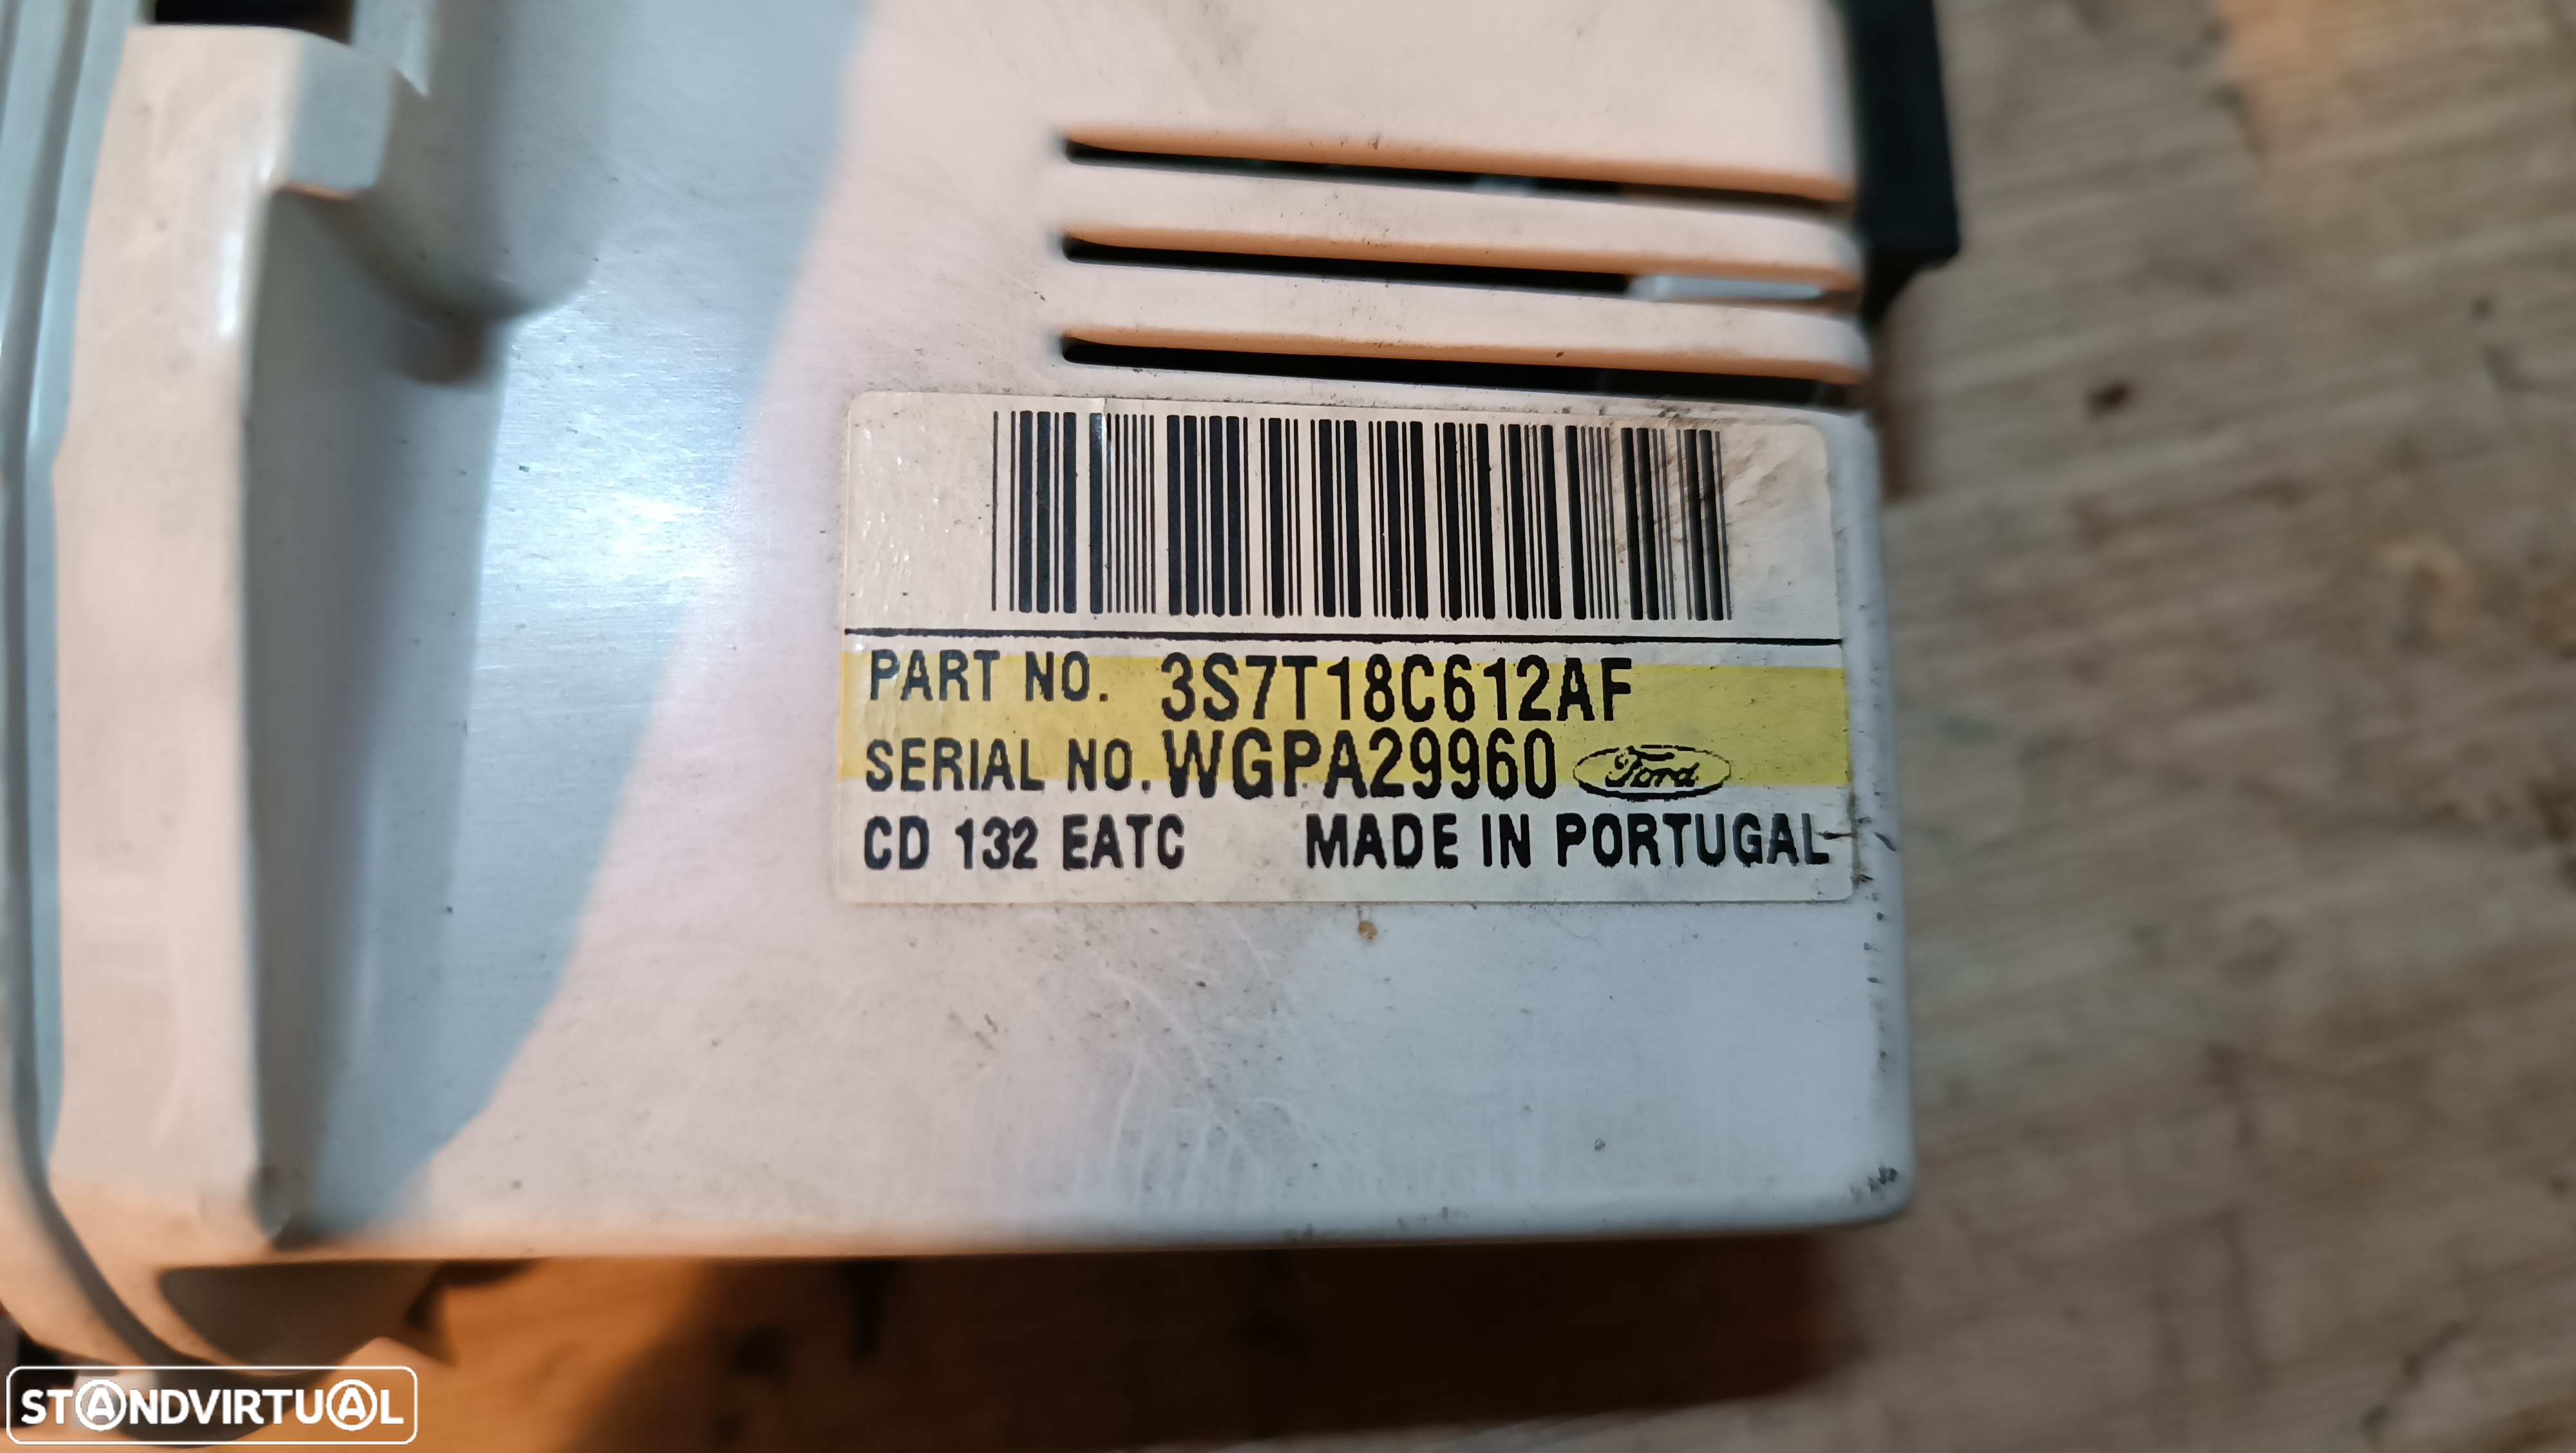 PART NO. 3S7T18C612AF
SERIAL NO. WGPA29960 Ford
CD 132 EATC MADE IN PORTUGAL
STANDVIRTUAL